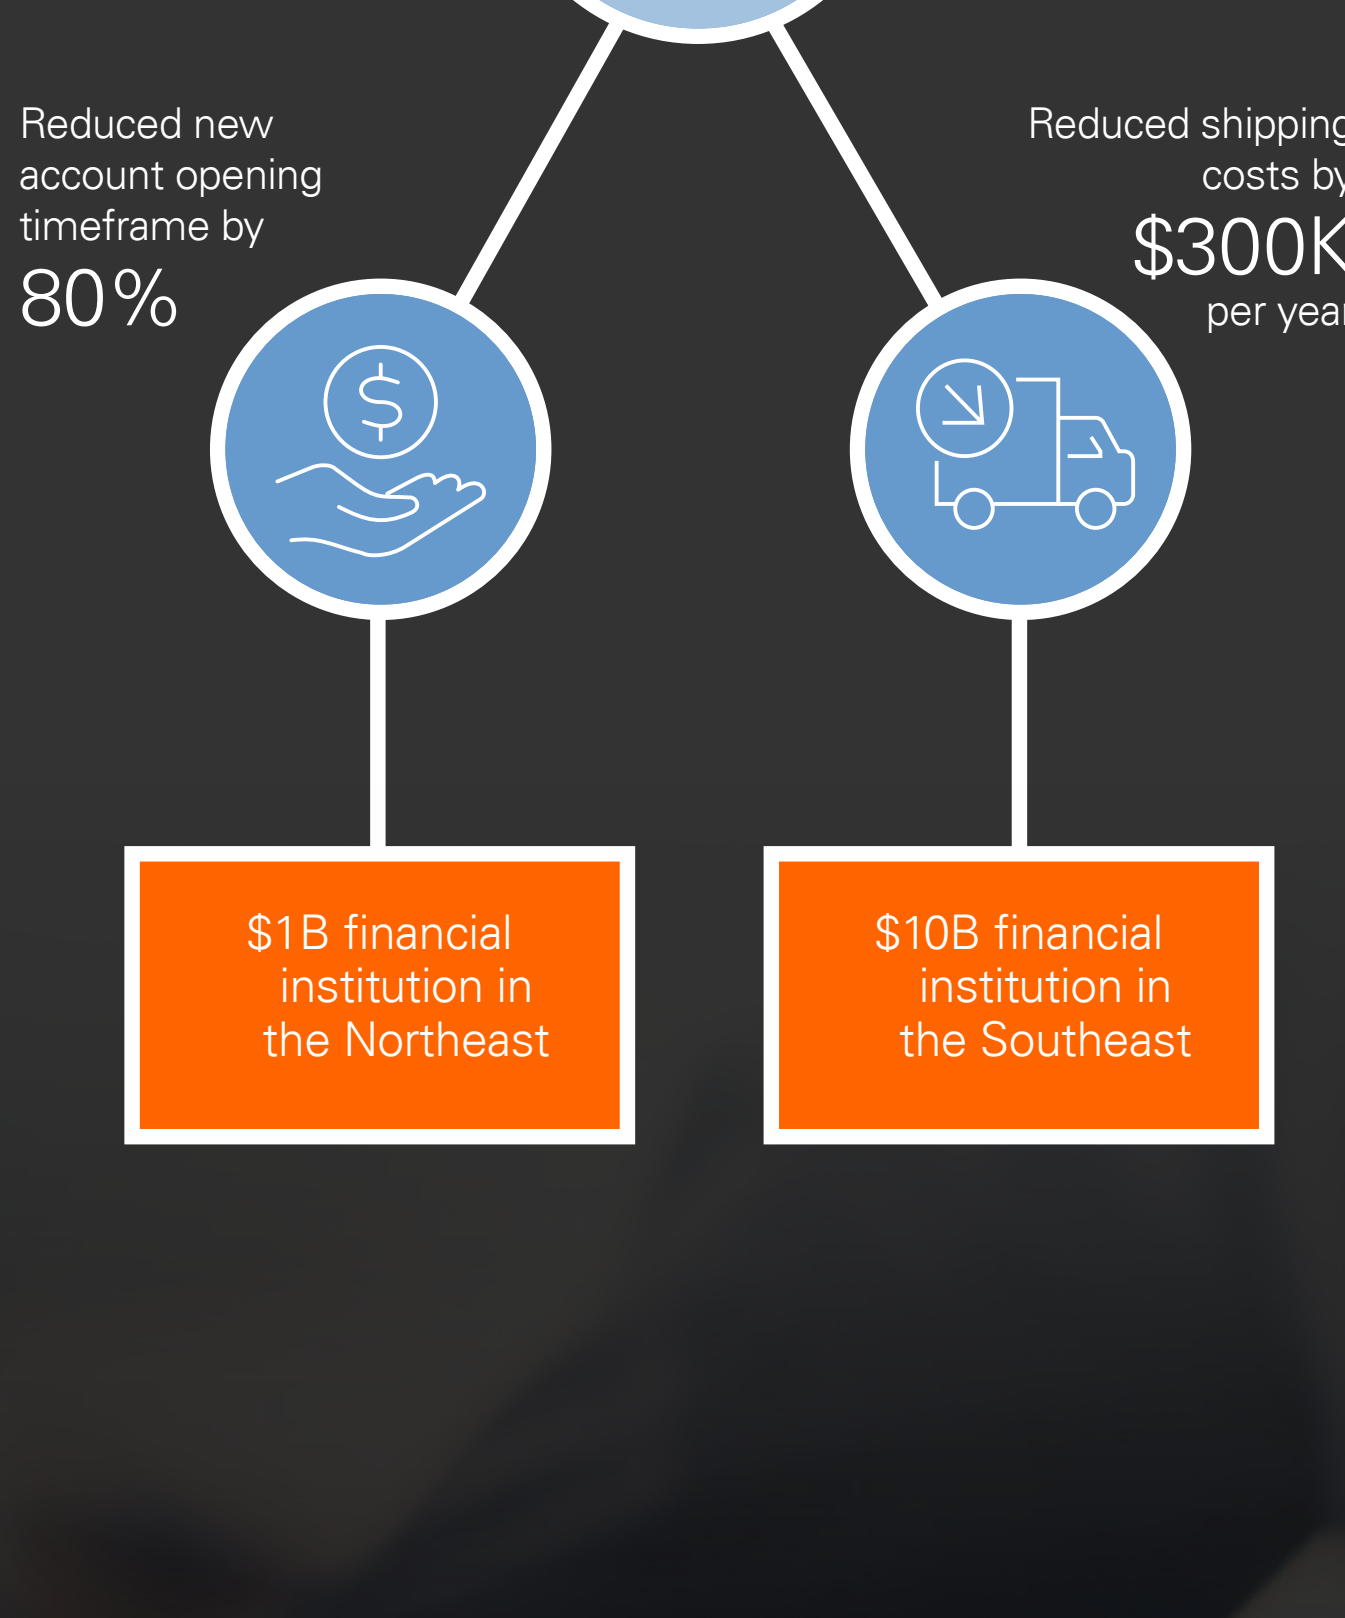 Reduced new
account opening
timeframe by
80%
Reduced shipping
costs by
$300K
per year
$1B financial
institution in
the Northeast
$10B financial
institution in
the Southeast